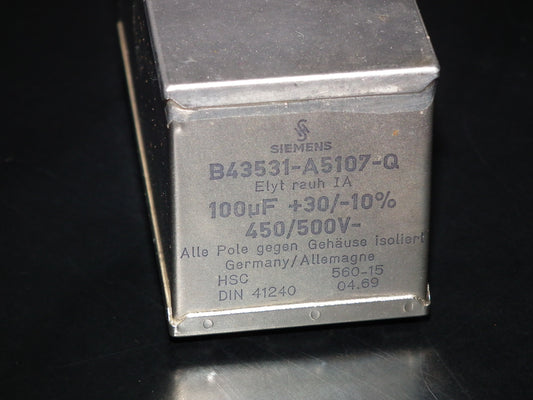 SIEMENS
B43531-A5107-Q
Elyt rauh IA
100µF +30/-10%
450/500V-
Alle Pole gegen Gehäuse isoliert
Germany/Allemagne
HSC 560-15
DIN 41240 04.69